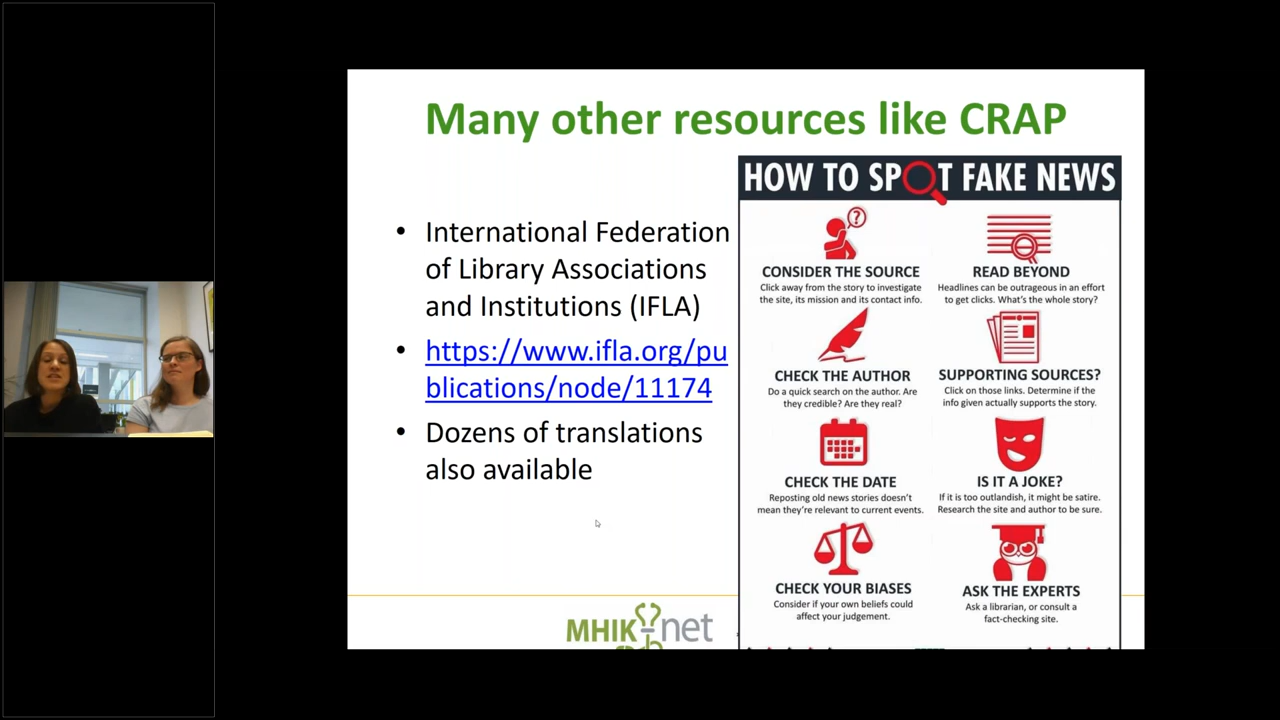 Many other resources like CRAP
• International Federation
of Library Associations
and Institutions (IFLA)
• https://www.ifla.org/pu
blications/node/11174
• Dozens of translations
also available
HOW TO SPOT FAKE NEWS
?
CONSIDER THE SOURCE
Click away from the story to investigate
the site, its mission and its contact info.
READ BEYOND
Headlines can be outrageous in an effort
to get clicks. What's the whole story?
CHECK THE AUTHOR
Do a quick search on the author. Are
they credible? Are they real?
SUPPORTING SOURCES?
Click on those links. Determine if the
info given actually supports the story.
CHECK THE DATE
Reposting old news stories doesn't
mean they're relevant to current events.
IS IT A JOKE?
If it is too outlandish, it might be satire.
Research the site and author to be sure.
CHECK YOUR BIASES
Consider if your own beliefs could
affect your judgement.
ASK THE EXPERTS
Ask a librarian, or consult a
fact-checking site.
MHIK-net